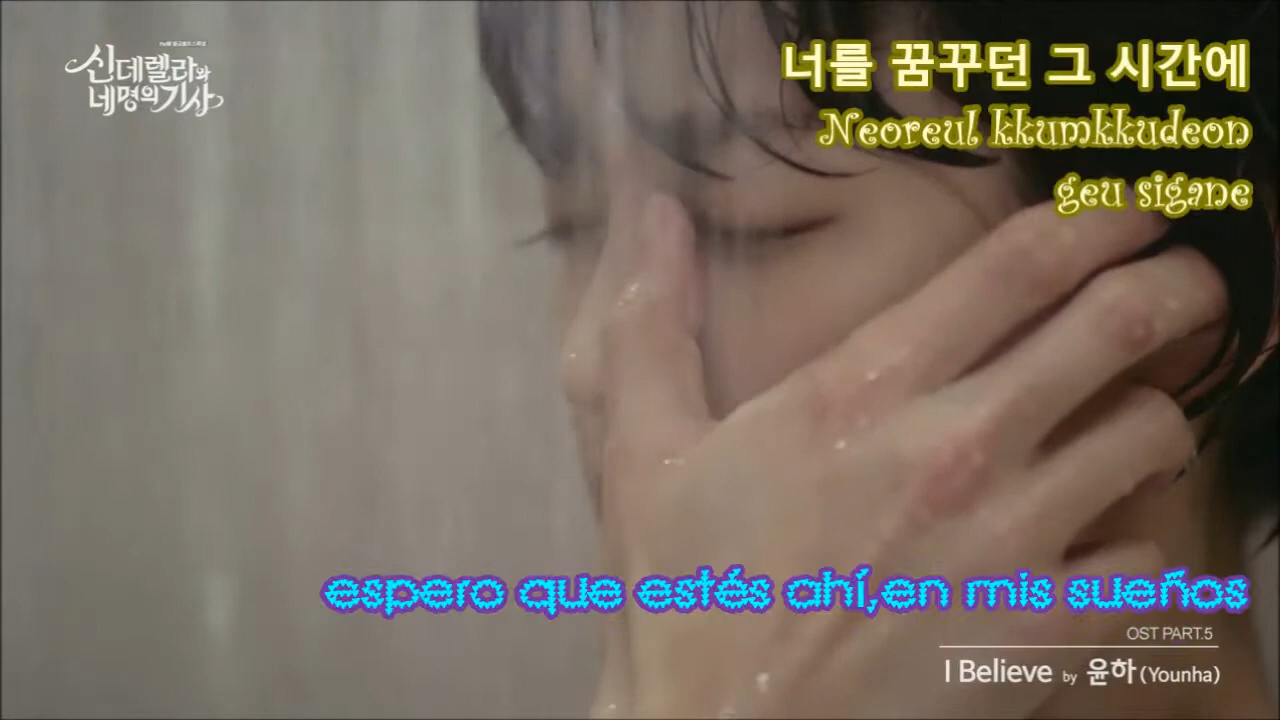 신데렐라와
네명의기사
너를 꿈꾸던 그 시간에
Neoreul kkumkkudeon
geu sigane
espero que estés ahí,en mis sueños
OST PART.5
I Believe by 윤하 (Younha)